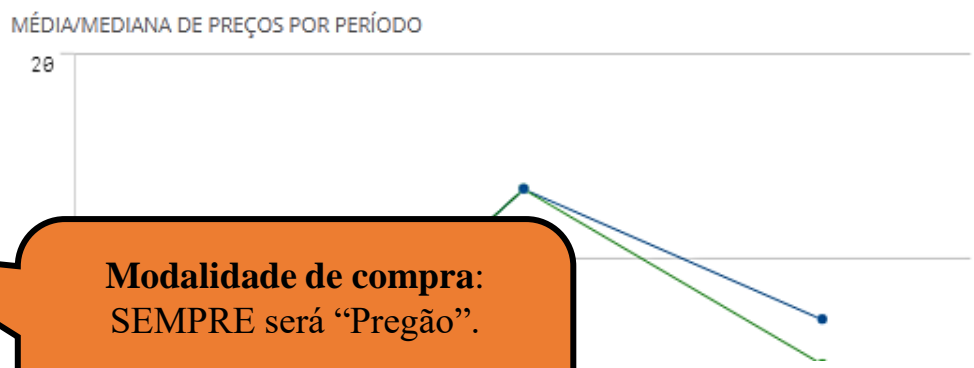 MÉDIA/MEDIANA DE PREÇOS POR PERÍODO
20
Modalidade de compra:
SEMPRE será “Pregão”.